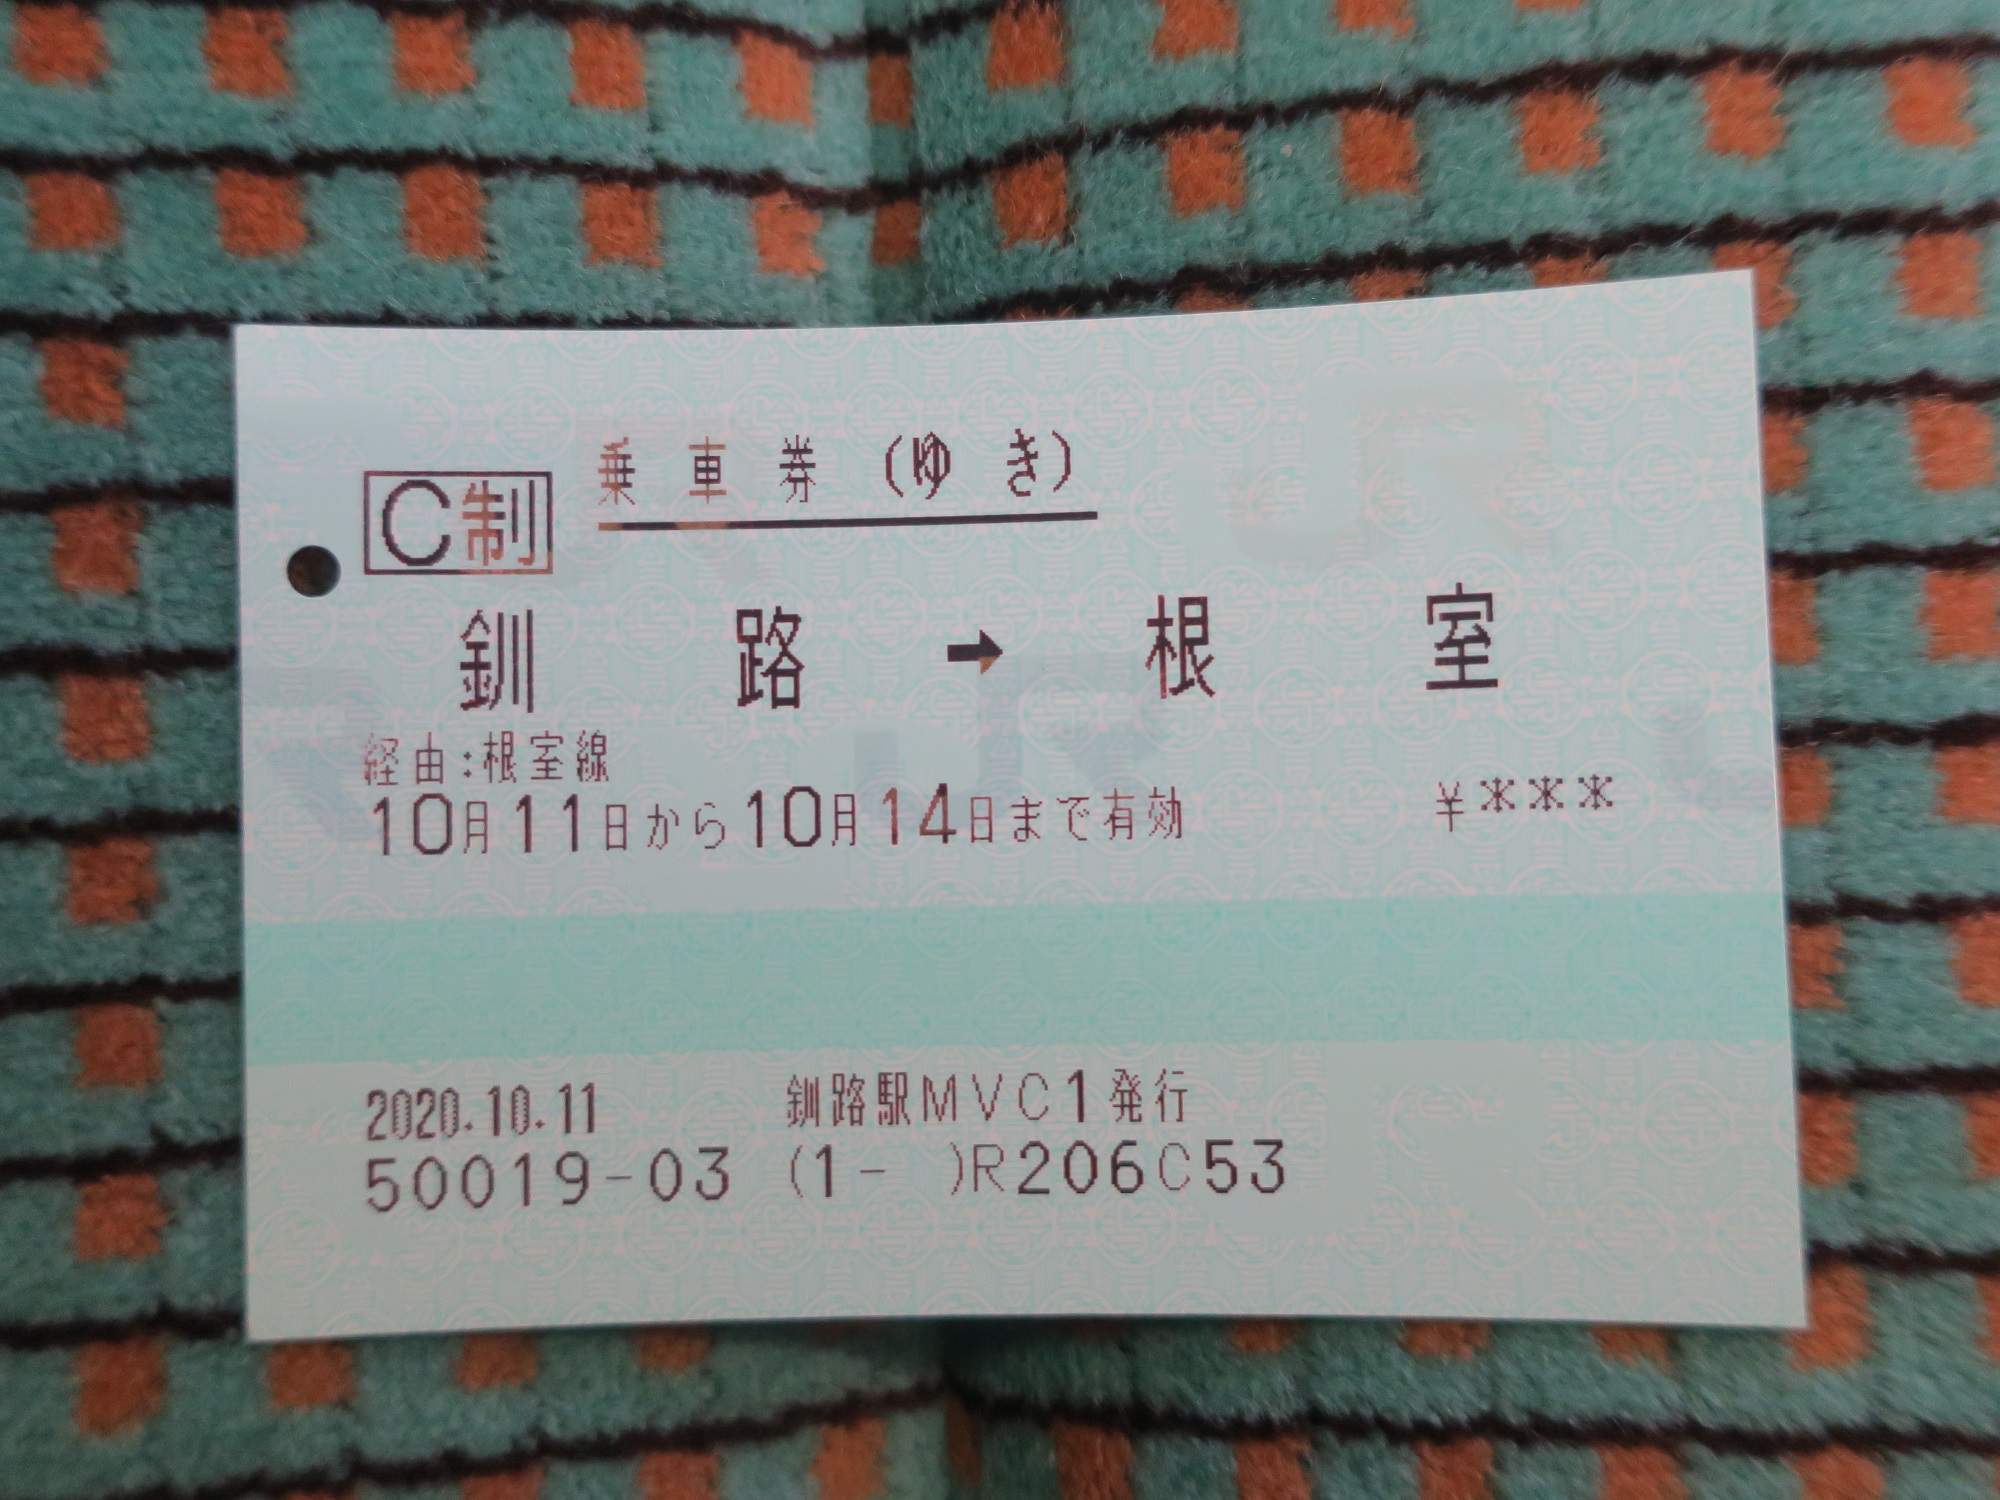 C制 乗車券(ゆき)
釧路➡根室
経由:根室線
10月11日から10月14日まで有効 ¥***
2020.10.11 釧路駅MVC1発行
50019-03 (1- )R206C53